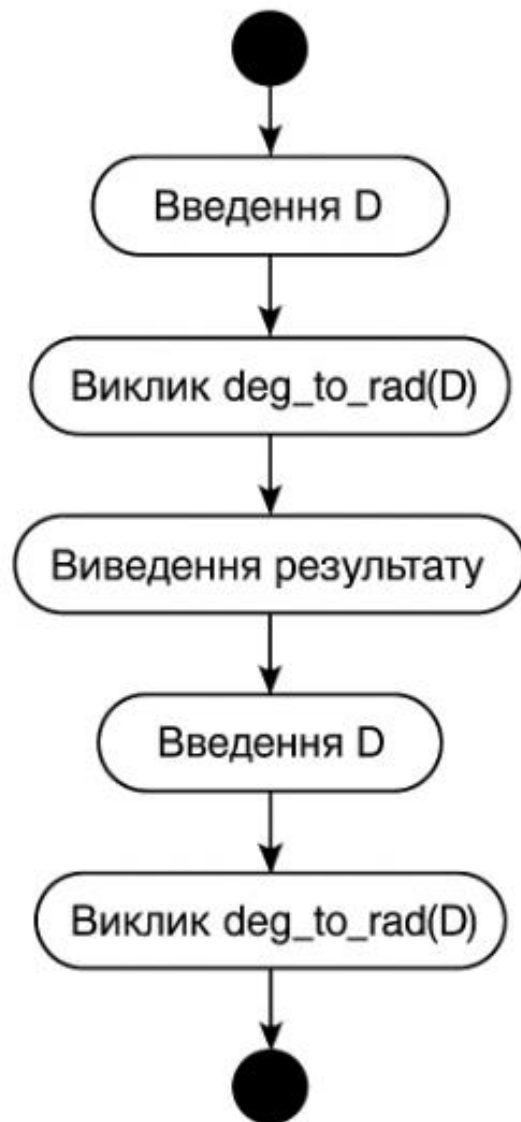 Введення D
Виклик deg_to_rad(D)
Виведення результату
Введення D
Виклик deg_to_rad(D)